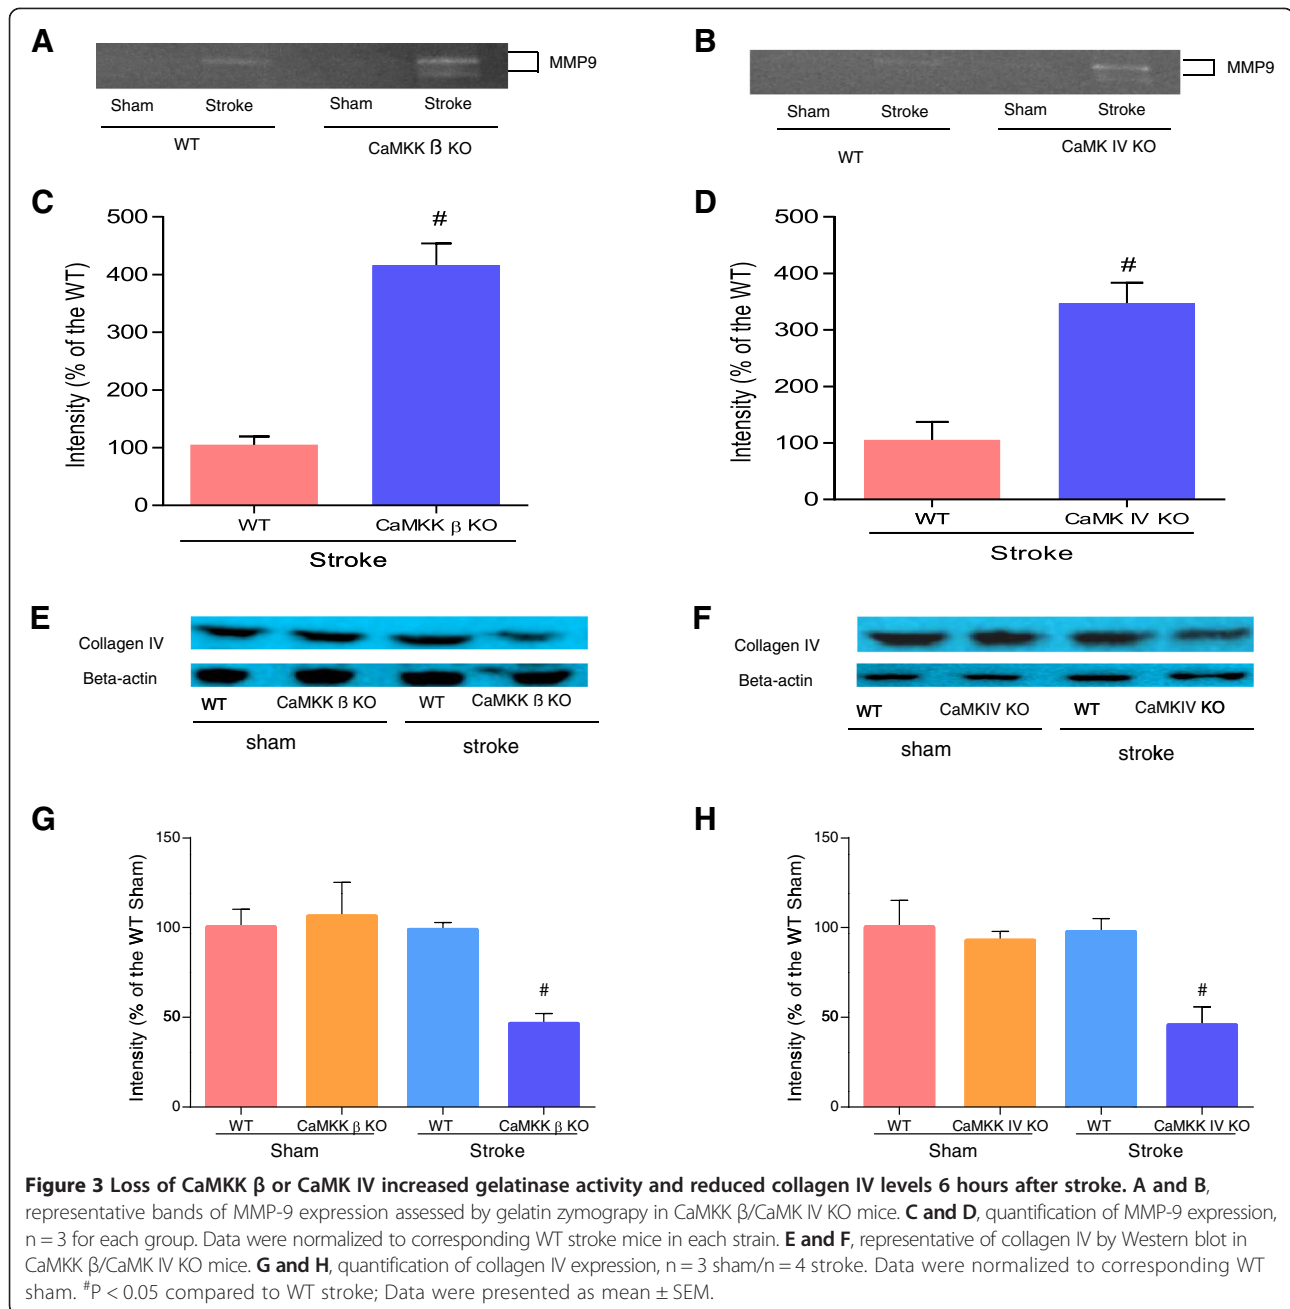 A
MMP9
Sham Stroke Sham Stroke
WT CaMKK ß KO
B
MMP9
Sham Stroke Sham Stroke
WT CaMK IV KO
C
Intensity (% of the WT)
500
400
300
200
100
0
#
WT CaMKK β KO
Stroke
D
Intensity (% of the WT)
500
400
300
200
100
0
#
WT CaMK IV KO
Stroke
E
Collagen IV
Beta-actin
WT CaMKK ß KO WT CaMKK ß KO
sham stroke
F
Collagen IV
Beta-actin
WT CaMKIV KO WT CaMKIV KO
sham stroke
G
Intensity (% of the WT Sham)
150
100
50
0
#
WT CaMKK β KO WT CaMKK β KO
Sham Stroke
H
Intensity (% of the WT Sham)
150
100
50
0
#
WT CaMKK IV KO WT CaMKK IV KO
Sham Stroke
Figure 3 Loss of CaMKK β or CaMK IV increased gelatinase activity and reduced collagen IV levels 6 hours after stroke. A and B,
representative bands of MMP-9 expression assessed by gelatin zymograpy in CaMKK β/CaMK IV KO mice. C and D, quantification of MMP-9 expression,
n = 3 for each group. Data were normalized to corresponding WT stroke mice in each strain. E and F, representative of collagen IV by Western blot in
CaMKK β/CaMK IV KO mice. G and H, quantification of collagen IV expression, n = 3 sham/n = 4 stroke. Data were normalized to corresponding WT
sham. #P < 0.05 compared to WT stroke; Data were presented as mean ± SEM.